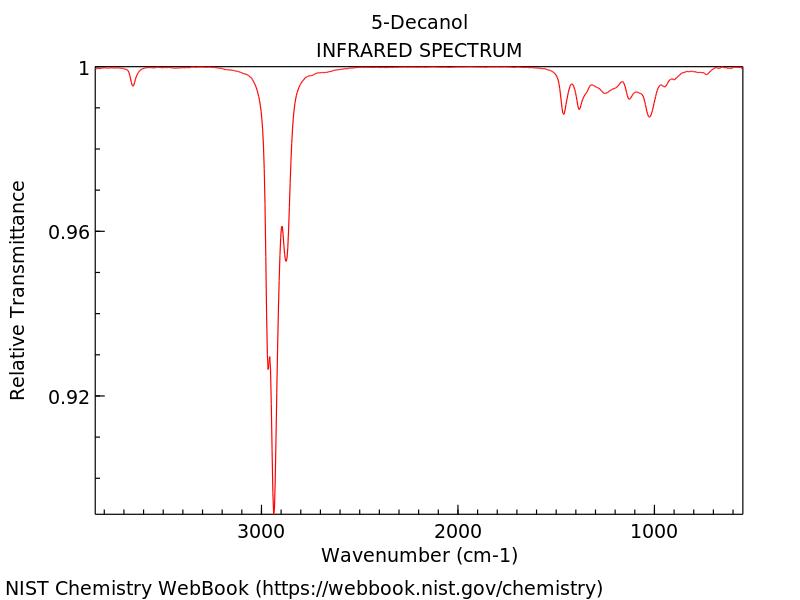 5-Decanol
INFRARED SPECTRUM
1
0.96
0.92
Relative Transmittance
3000 2000 1000
Wavenumber (cm-1)
NIST Chemistry WebBook (https://webbook.nist.gov/chemistry)